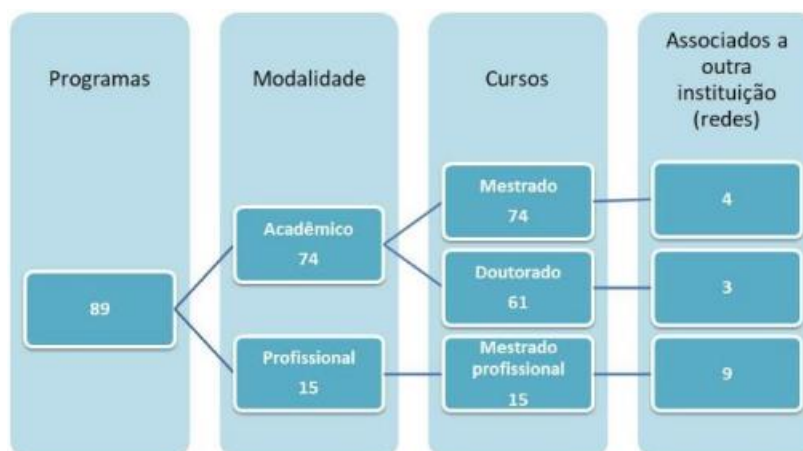 Programas
89
Modalidade
Acadêmico
74
Profissional
15
Cursos
Mestrado
74
Doutorado
61
Mestrado
profissional
15
Associados a
outra
instituição
(redes)
4
3
9